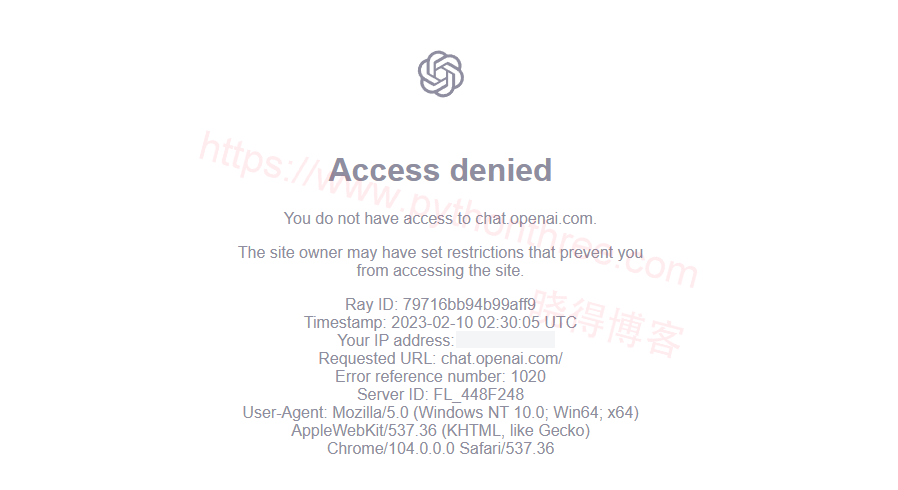 Access denied
You do not have access to chat.openai.com.
The site owner may have set restrictions that prevent you
from accessing the site.
Ray ID: 79716bb94b99aff9
Timestamp: 2023-02-10 02:30:05 UTC
Your IP address:
Requested URL: chat.openai.com/
Error reference number: 1020
Server ID: FL_448F248
User-Agent: Mozilla/5.0 (Windows NT 10.0; Win64; x64)
AppleWebKit/537.36 (KHTML, like Gecko)
Chrome/104.0.0.0 Safari/537.36
https://www.pythonthree.com
晓得博客